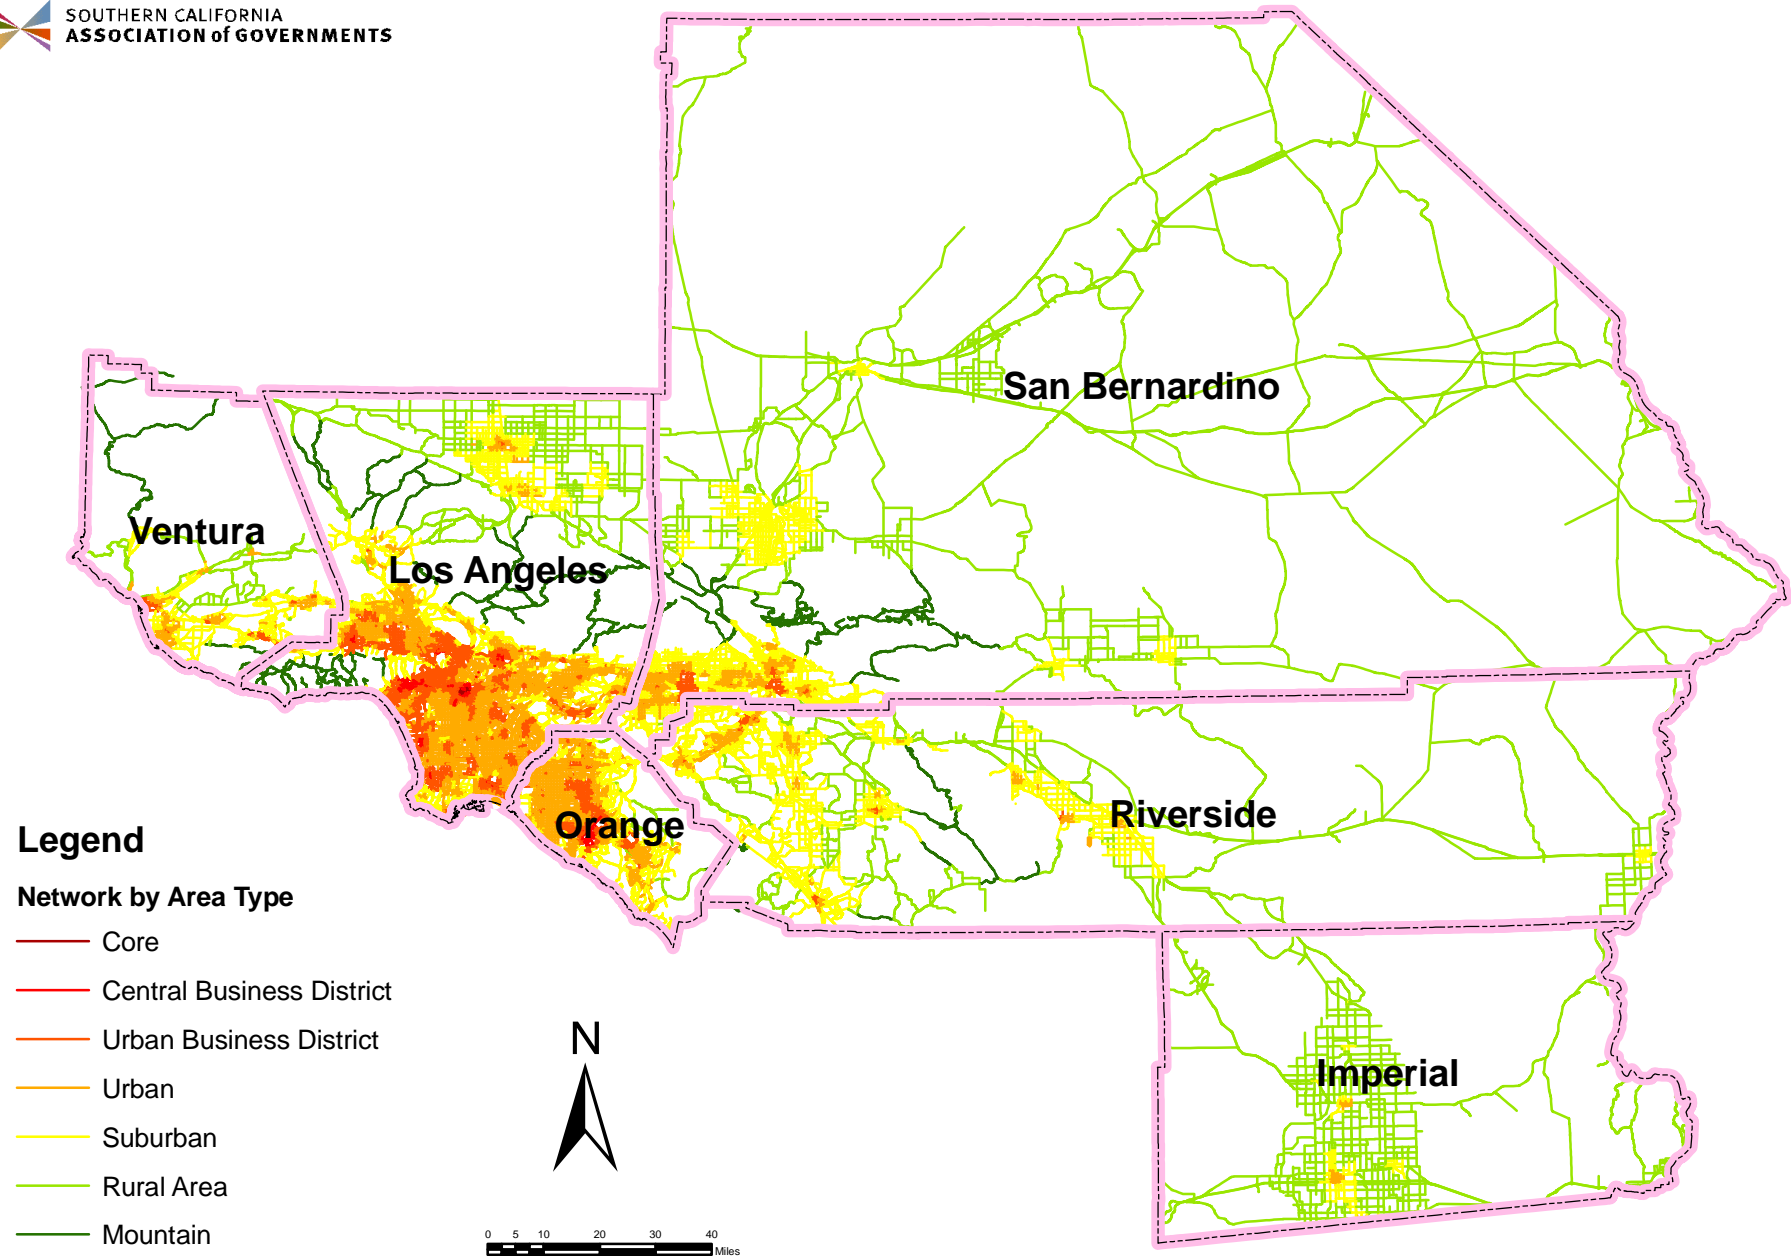 SOUTHERN CALIFORNIA
ASSOCIATION of GOVERNMENTS
San Bernardino
Ventura
Los Angeles
Orange
Riverside
Imperial
Legend
Network by Area Type
Core
Central Business District
Urban Business District
Urban
Suburban
Rural Area
Mountain
N
0 5 10 20 30 40
Miles